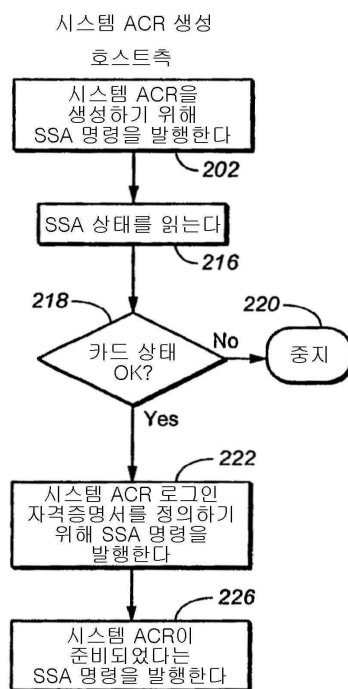 시스템 ACR 생성
호스트측
시스템 ACR을
생성하기 위해
SSA 명령을 발행한다
202
SSA 상태를 읽는다
216
218
카드 상태
OK?
No
220
중지
Yes
222
시스템 ACR 로그인
자격증명서를 정의하기
위해 SSA 명령을
발행한다
226
시스템 ACR이
준비되었다는
SSA 명령을 발행한다